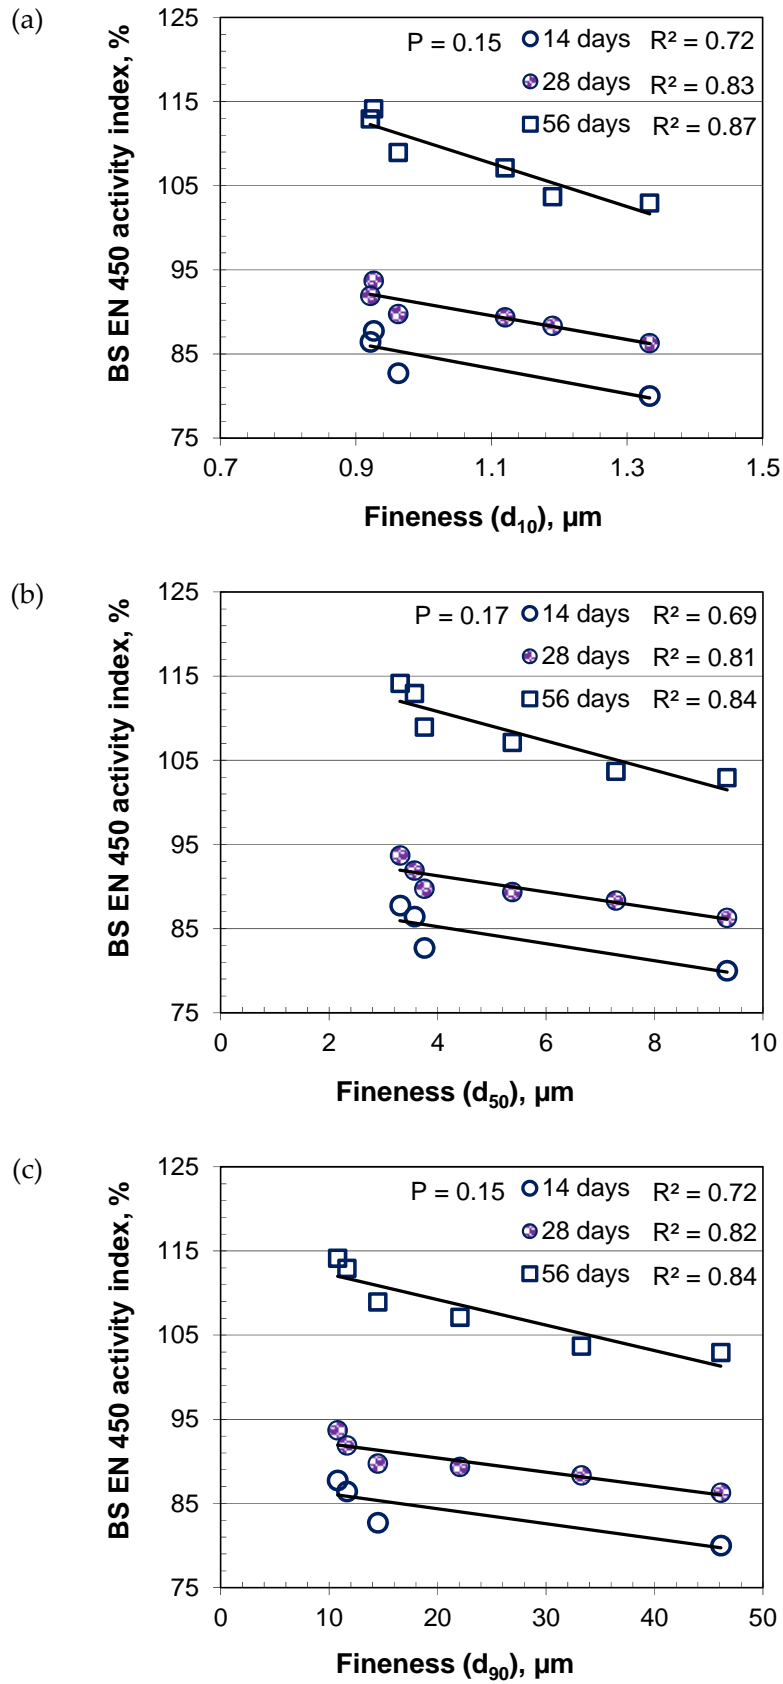 (a)
BS EN 450 activity index, %
125
115
105
95
85
75
P = 0.15 14 days R² = 0.72
28 days R² = 0.83
56 days R² = 0.87
0.7 0.9 1.1 1.3 1.5
Fineness (d₁₀), µm
(b)
BS EN 450 activity index, %
125
115
105
95
85
75
P = 0.17 14 days R² = 0.69
28 days R² = 0.81
56 days R² = 0.84
0 2 4 6 8 10
Fineness (d₅₀), µm
(c)
BS EN 450 activity index, %
125
115
105
95
85
75
P = 0.15 14 days R² = 0.72
28 days R² = 0.82
56 days R² = 0.84
0 10 20 30 40 50
Fineness (d₉₀), µm